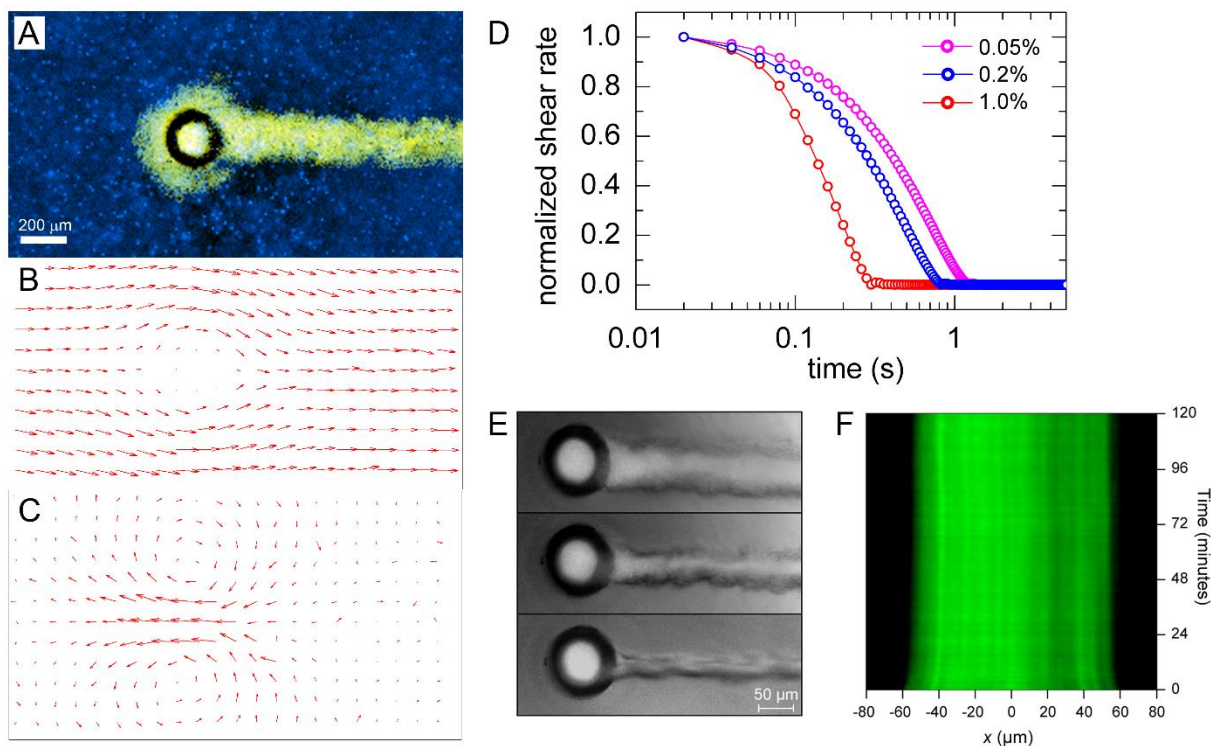 A
200 μm
B
C
D
normalized shear rate
1.0
0.8
0.6
0.4
0.2
0.0
0.01
0.1
1
time (s)
0.05%
0.2%
1.0%
E
50 μm
F
120
96
72
48
24
0
Time (minutes)
-80
-60
-40
-20
0
20
40
60
80
x (μm)